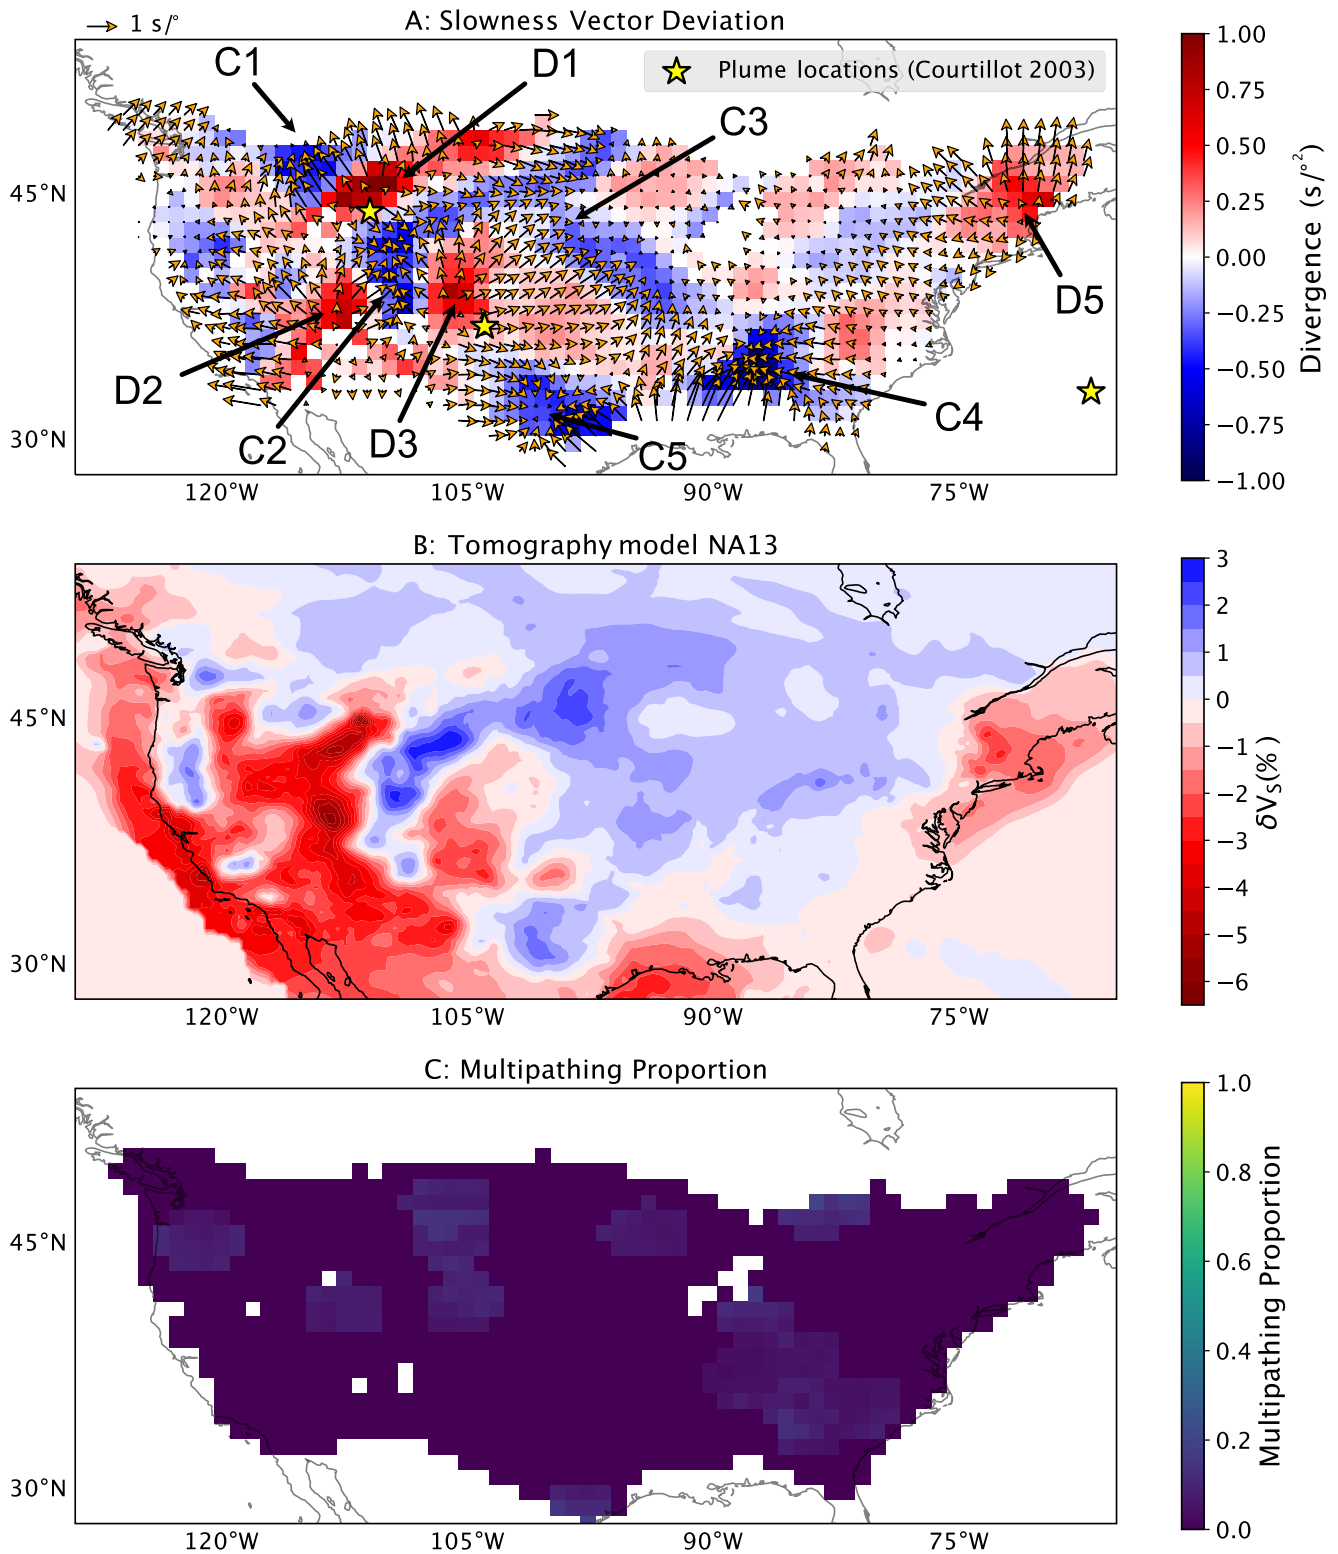 A: Slowness Vector Deviation
1 s/°
Plume locations (Courtillot 2003)
C1
D1
C3
D5
D2
C2
D3
C5
C4
45°N
30°N
120°W
105°W
90°W
75°W
1.00
0.75
0.50
0.25
0.00
−0.25
−0.50
−0.75
−1.00
Divergence (s/°²)
B: Tomography model NA13
45°N
30°N
120°W
105°W
90°W
75°W
3
2
1
0
−1
−2
−3
−4
−5
−6
δVS(%)
C: Multipathing Proportion
45°N
30°N
120°W
105°W
90°W
75°W
1.0
0.8
0.6
0.4
0.2
0.0
Multipathing Proportion